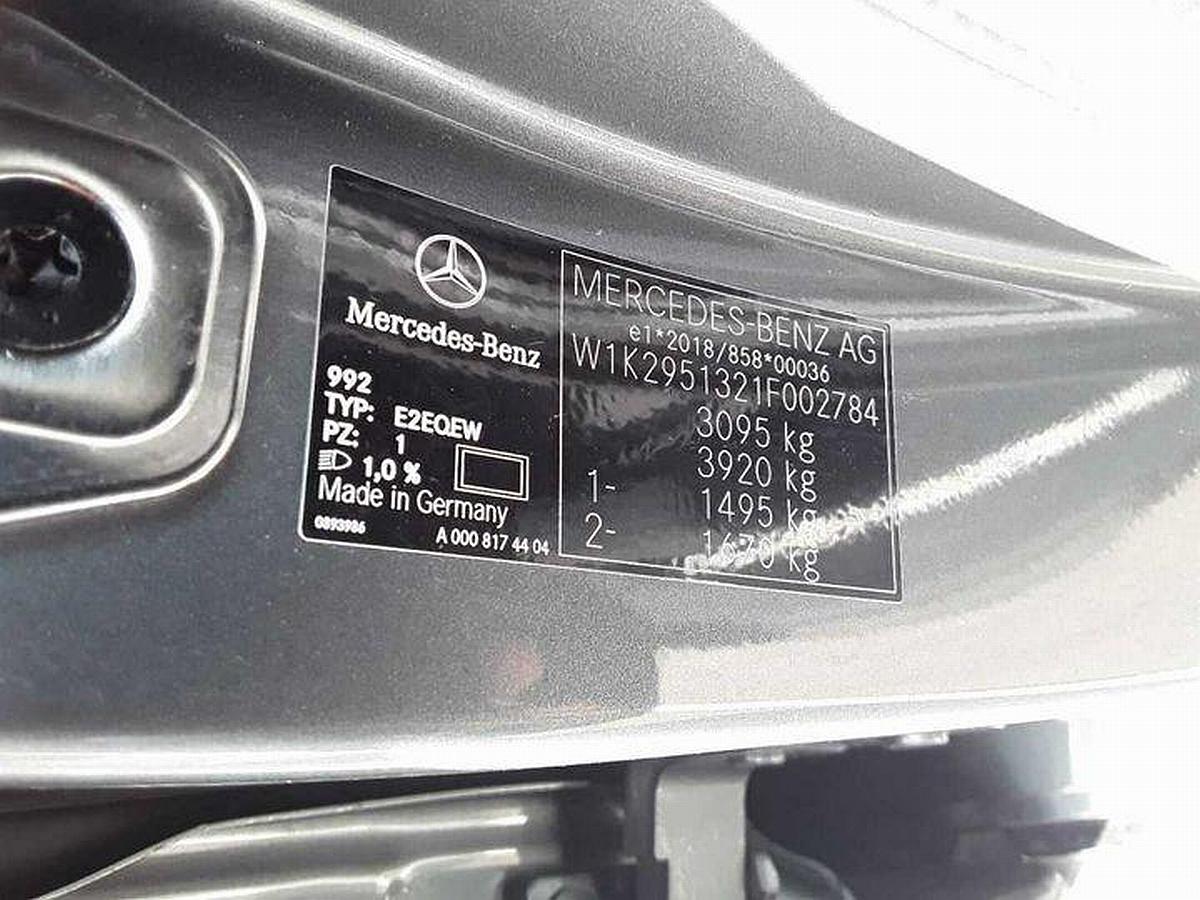 Mercedes-Benz
992
TYP: E2EQEW
PZ: 1
1,0 %
Made in Germany
0893986
A 000 817 44 04
MERCEDES-BENZ AG
e1*2018/858*00036
W1K2951321F002784
3095 kg
3920 kg
1- 1495 kg
2- 1670 kg